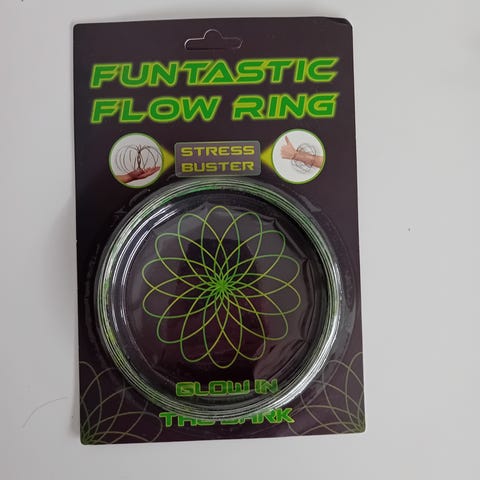 FUNTASTIC
FLOW RING
STRESS
BUSTER
GLOW IN
THE DARK